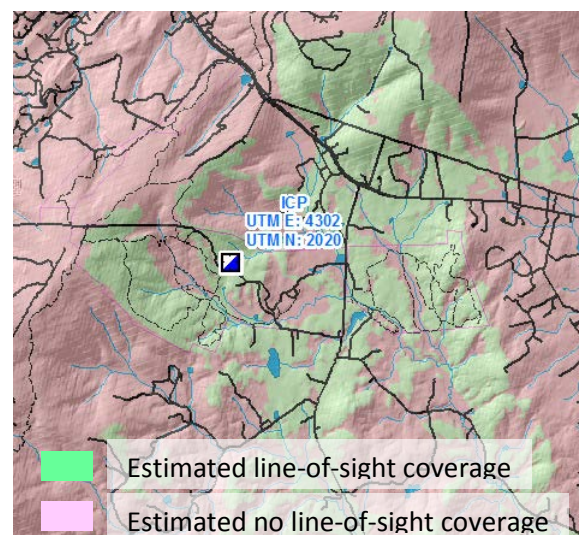 ICP
UTM E: 4302
UTM N: 2020
Estimated line-of-sight coverage
Estimated no line-of-sight coverage